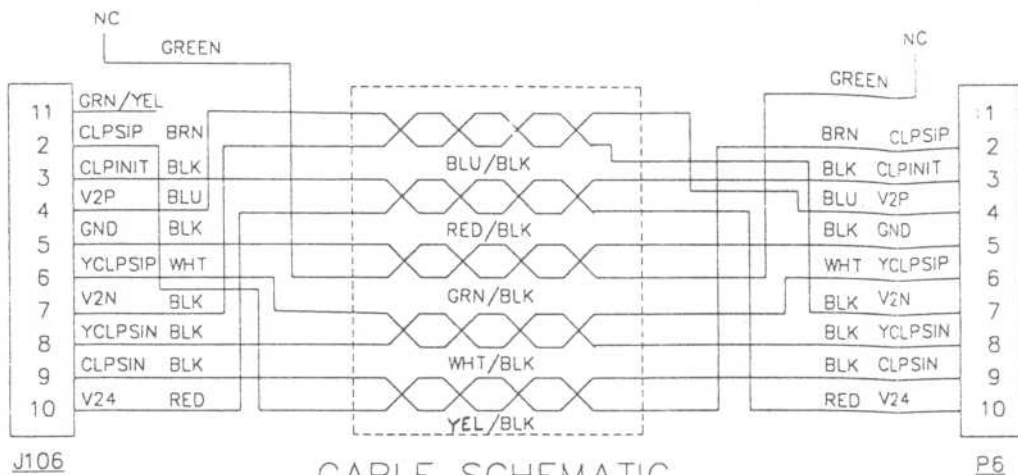 NC
GREEN
NC
GREEN
11 GRN/YEL
2 CLPSIP BRN
3 CLPINIT BLK
4 V2P BLU
5 GND BLK
6 YCLPSIP WHT
7 V2N BLK
8 YCLPSIN BLK
9 CLPSIN BLK
10 V24 RED
J106
BLU/BLK
RED/BLK
GRN/BLK
WHT/BLK
YEL/BLK
1
BRN CLPSIP 2
BLK CLPINIT 3
BLU V2P 4
BLK GND 5
WHT YCLPSIP 6
BLK V2N 7
BLK YCLPSIN 8
BLK CLPSIN 9
RED V24 10
P6
CABLE SCHEMATIC